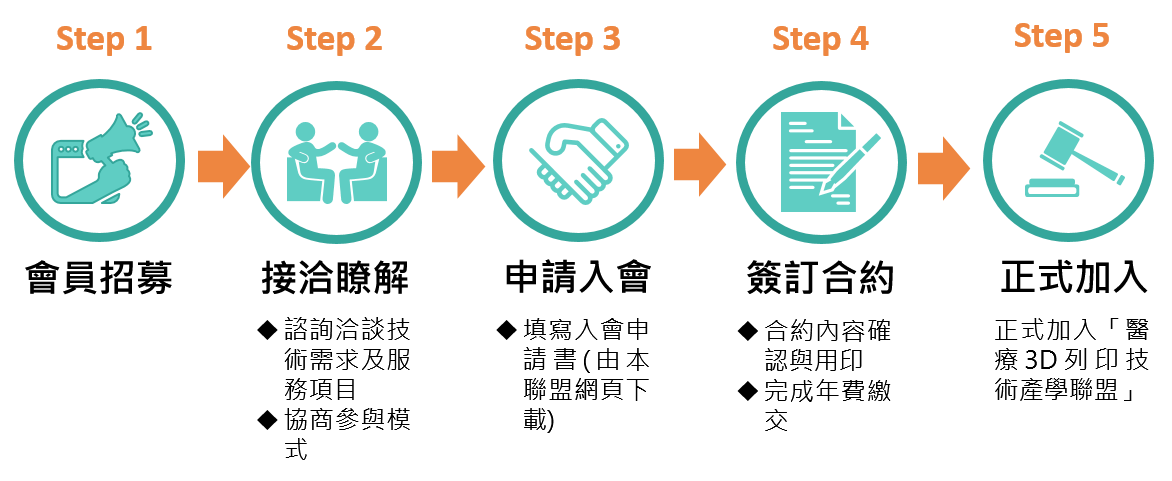 Step 1
會員招募
Step 2
接洽瞭解
◆ 諮詢洽談技
術需求及服
務項目
◆ 協商參與模
式
Step 3
申請入會
◆ 填寫入會申
請書(由本
聯盟網頁下
載)
Step 4
簽訂合約
◆ 合約內容確
認與用印
◆ 完成年費繳
交
Step 5
正式加入
正式加入「醫
療3D列印技
術產學聯盟」